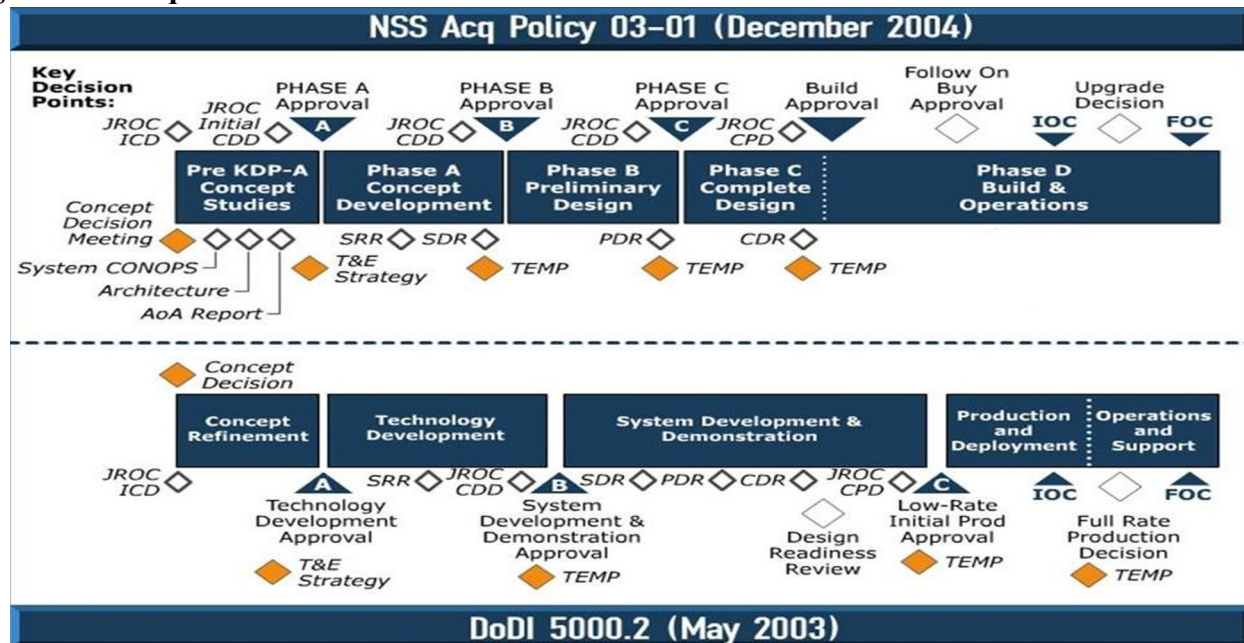 NSS Acq Policy 03-01 (December 2004)
Key
Decision
Points:
JROC
ICD
JROC
Initial
CDD
PHASE A
Approval
A
JROC
CDD
PHASE B
Approval
B
JROC
CDD
PHASE C
Approval
C
JROC
CPD
Build
Approval
Follow On
Buy
Approval
IOC
Upgrade
Decision
FOC
Pre KDP-A
Concept
Studies
Phase A
Concept
Development
Phase B
Preliminary
Design
Phase C
Complete
Design
Phase D
Build &
Operations
Concept
Decision
Meeting
System CONOPS
Architecture
AoA Report
T&E
Strategy
SRR
SDR
TEMP
PDR
TEMP
CDR
TEMP
Concept
Decision
Concept
Refinement
Technology
Development
System Development &
Demonstration
Production
and
Deployment
Operations
and
Support
JROC
ICD
A
Technology
Development
Approval
T&E
Strategy
SRR
JROC
CDD
B
System
Development &
Demonstration
Approval
TEMP
SDR
PDR
CDR
Design
Readiness
Review
JROC
CPD
C
Low-Rate
Initial Prod
Approval
TEMP
IOC
Full Rate
Production
Decision
TEMP
FOC
DoDI 5000.2 (May 2003)